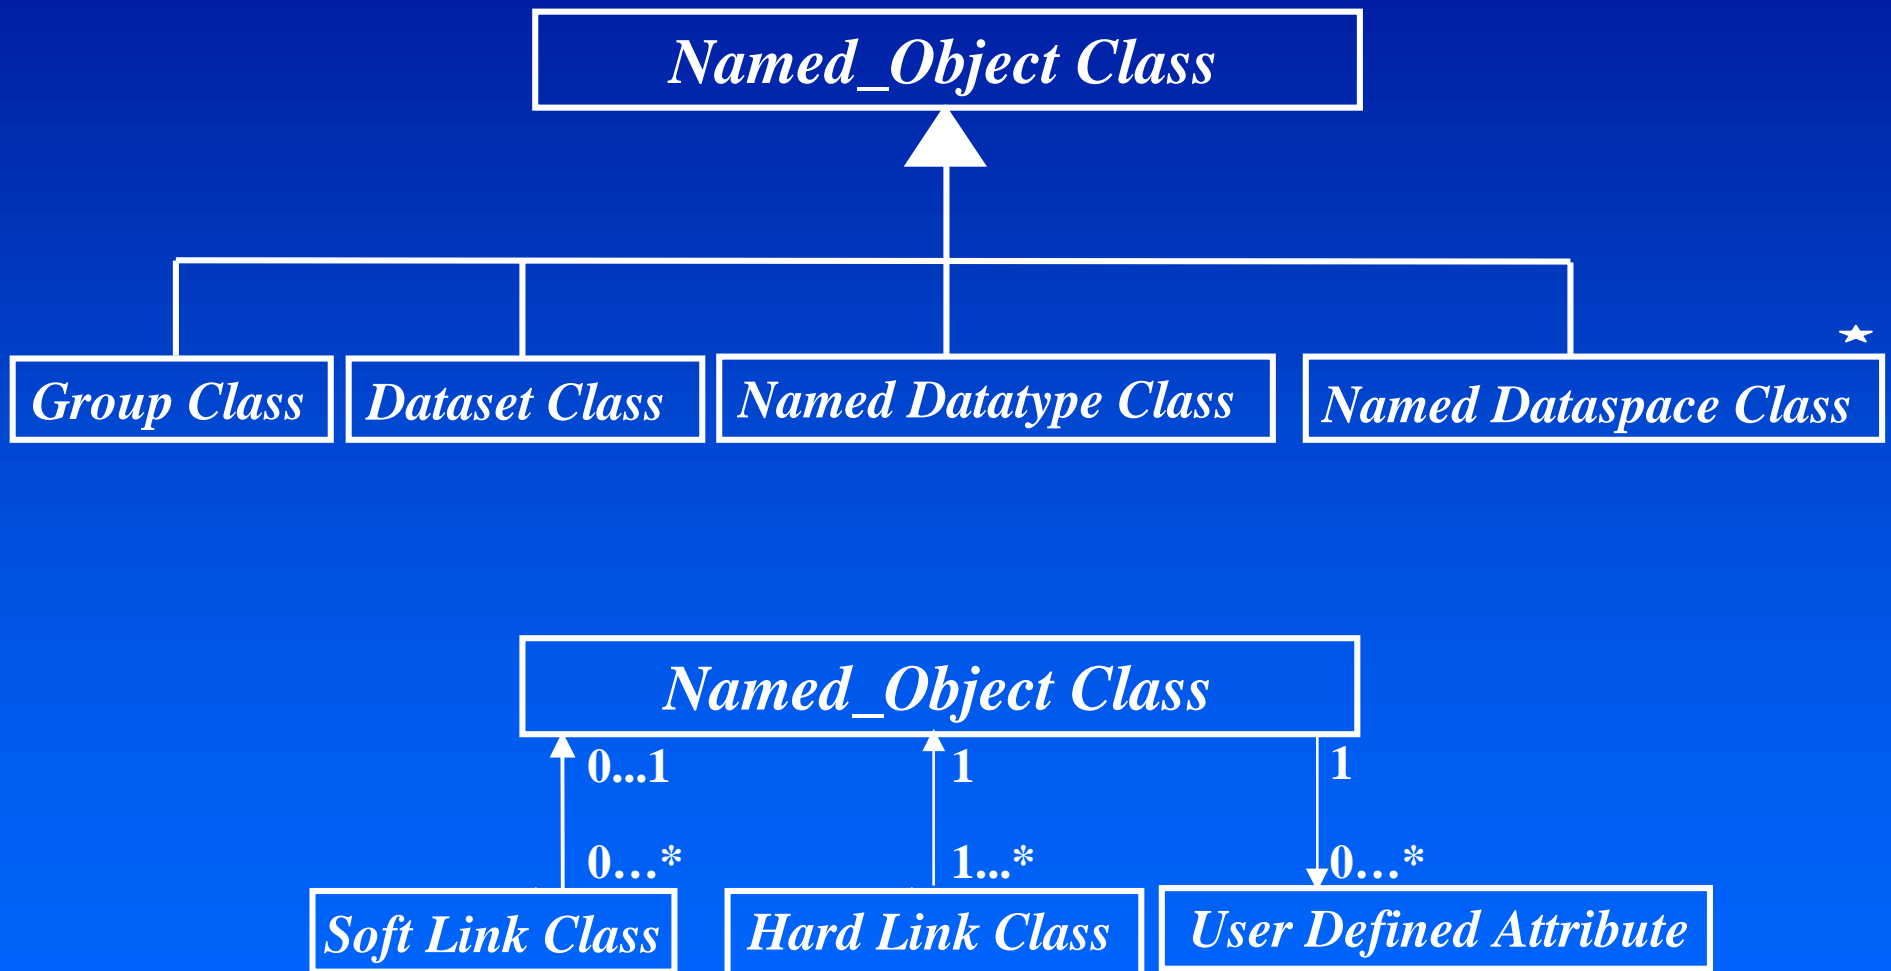 Named_Object Class
Group Class
Dataset Class
Named Datatype Class
Named Dataspace Class
Named_Object Class
0...1
1
1
0…*
1...*
0…*
Soft Link Class
Hard Link Class
User Defined Attribute